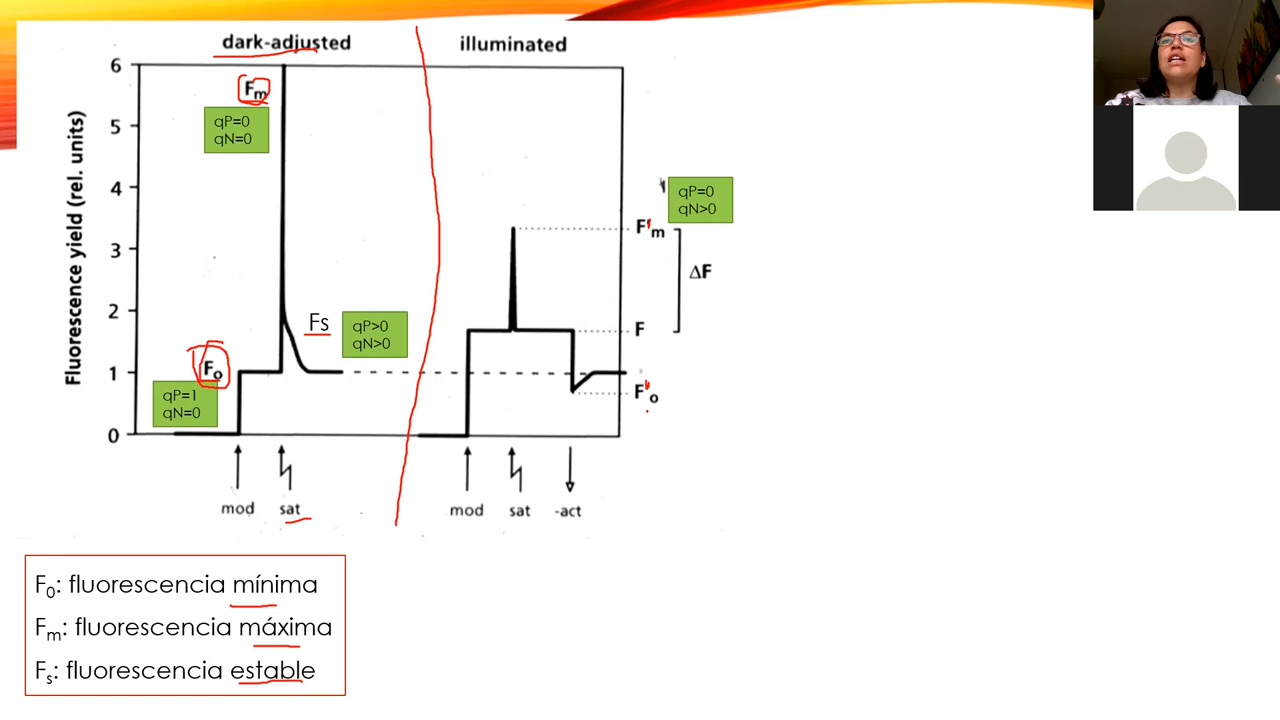 dark-adjusted
illuminated
Fluorescence yield (rel. units)
6
5
4
3
2
1
0
Fm
qP=0
qN=0
Fs
qP>0
qN>0
Fo
qP=1
qN=0
qP=0
qN>0
F'm
ΔF
F
F'o
mod
sat
mod
sat
-act
F0: fluorescencia mínima
Fm: fluorescencia máxima
Fs: fluorescencia estable